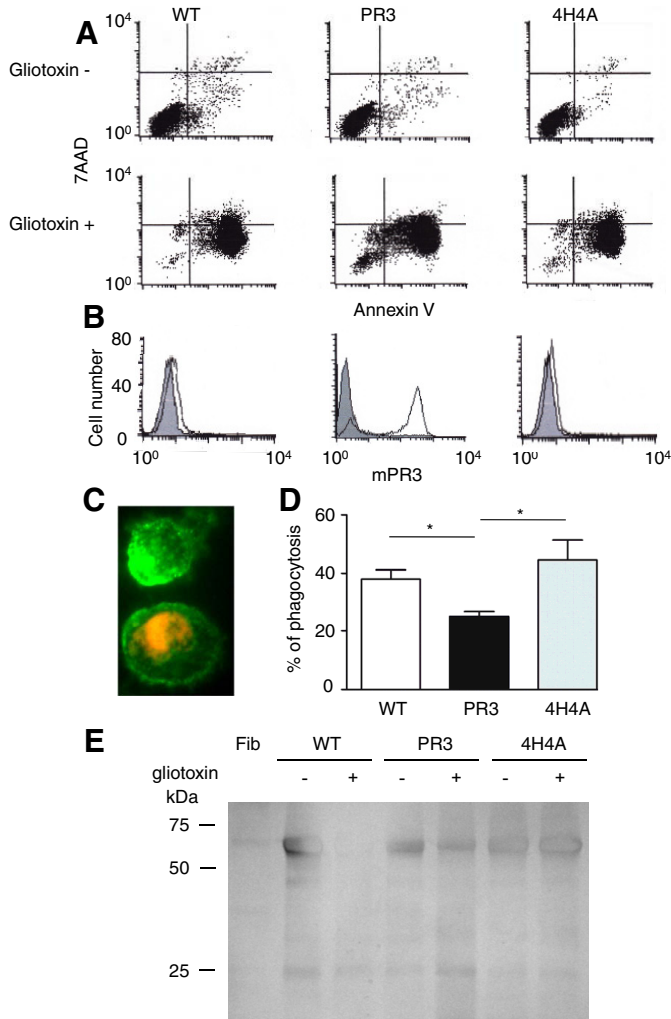 A
WT PR3 4H4A
10⁴
Gliotoxin -
10⁰
7AAD
10⁴
Gliotoxin +
10⁰
Annexin V
B
80
40
0
Cell number
10⁰ 10⁴ 10⁰ 10⁴ 10⁰ 10⁴
mPR3
C
D
60
40
20
0
% of phagocytosis
* *
WT PR3 4H4A
E
Fib WT PR3 4H4A
gliotoxin - + - + - +
kDa
75
50
25